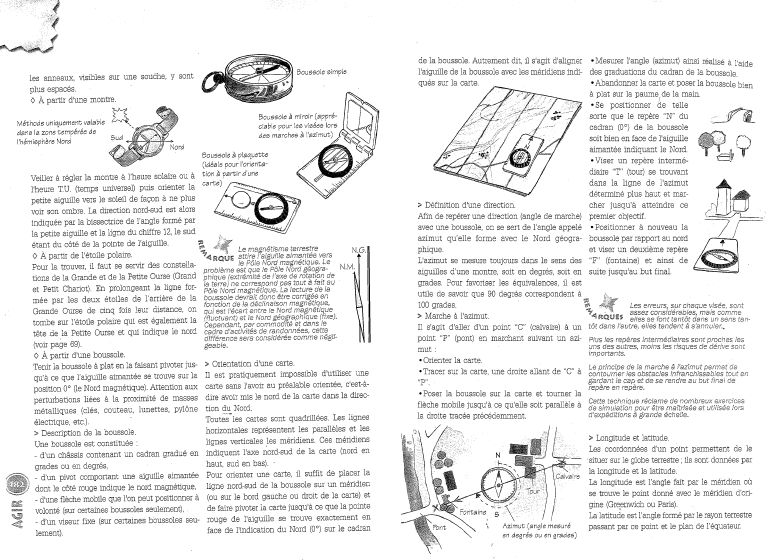 les anneaux, visibles sur une souche, y sont
plus espacés.
◊ À partir d'une montre.
Méthode uniquement valable
dans la zone tempérée de
l'hémisphère Nord
Sud
Nord
Veiller à régler la montre à l'heure solaire ou à
l'heure T.U. (temps universel) puis orienter la
petite aiguille vers le soleil de façon à ne plus
voir son ombre. La direction nord-sud est alors
indiquée par la bissectrice de l'angle formé par
la petite aiguille et la ligne du chiffre 12, le sud
étant du côté de la pointe de l'aiguille.
◊ À partir de l'étoile polaire.
Pour la trouver, il faut se servir des constella-
tions de la Grande et de la Petite Ourse (Grand
et Petit Chariot). En prolongeant la ligne for-
mée par les deux étoiles de l'arrière de la
Grande Ourse de cinq fois leur distance, on
tombe sur l'étoile polaire qui est également la
tête de la Petite Ourse et qui indique le nord
(voir page 69).
◊ À partir d'une boussole.
Tenir la boussole à plat en la faisant pivoter jus-
qu'à ce que l'aiguille aimantée se trouve sur la
position 0° (le Nord magnétique). Attention aux
perturbations liées à la proximité de masses
métalliques (clés, couteau, lunettes, pylône
électrique, etc.).
> Description de la boussole.
Une boussole est constituée :
- d'un châssis contenant un cadran gradué en
grades ou en degrés,
- d'un pivot comportant une aiguille aimantée
dont le côté rouge indique le nord magnétique,
- d'une flèche mobile que l'on peut positionner à
volonté (sur certaines boussoles seulement),
- d'un viseur fixe (sur certaines boussoles seu-
lement).
182
AGIR
Boussole simple
Boussole à miroir (appré-
ciable pour les visées lors
des marches à l'azimut)
Boussole à plaquette
(idéale pour l'orienta-
tion à partir d'une
carte)
REMARQUE
Le magnétisme terrestre
attire l'aiguille aimantée vers
le Pôle Nord magnétique. Le
problème est que le Pôle Nord géogra-
phique (extrémité de l'axe de rotation de
la terre) ne correspond pas tout à fait au
Pôle Nord magnétique. La lecture de la
boussole devrait donc être corrigée en
fonction de la déclinaison magnétique,
qui est l'écart entre le Nord magnétique
(fluctuant) et le Nord géographique (fixe).
Cependant, par commodité et dans le
cadre d'activités de randonnées, cette
différence sera considérée comme négli-
geable.
N.G.
N.M.
> Orientation d'une carte.
Il est pratiquement impossible d'utiliser une
carte sans l'avoir au préalable orientée, c'est-à-
dire avoir mis le nord de la carte dans la direc-
tion du Nord.
Toutes les cartes sont quadrillées. Les lignes
horizontales représentent les parallèles et les
lignes verticales les méridiens. Ces méridiens
indiquent l'axe nord-sud de la carte (nord en
haut, sud en bas).
Pour orienter une carte, il suffit de placer la
ligne nord-sud de la boussole sur un méridien
(ou sur le bord gauche ou droit de la carte) et
de faire pivoter la carte jusqu'à ce que la pointe
rouge de l'aiguille se trouve exactement en
face de l'indication du Nord (0°) sur le cadran
de la boussole. Autrement dit, il s'agit d'aligner
l'aiguille de la boussole avec les méridiens indi-
qués sur la carte.
> Définition d'une direction.
Afin de repérer une direction (angle de marche)
avec une boussole, on se sert de l'angle appelé
azimut qu'elle forme avec le Nord géogra-
phique.
L'azimut se mesure toujours dans le sens des
aiguilles d'une montre, soit en degrés, soit en
grades. Pour favoriser les équivalences, il est
utile de savoir que 90 degrés correspondent à
100 grades.
> Marche à l'azimut.
Il s'agit d'aller d'un point "C" (calvaire) à un
point "P" (pont) en marchant suivant un azi-
mut :
•Orienter la carte.
•Tracer sur la carte, une droite allant de "C" à
"P".
•Poser la boussole sur la carte et tourner la
flèche mobile jusqu'à ce qu'elle soit parallèle à
la droite tracée précédemment.
N
S
Calvaire
Tour
Fontaine
Pont
Azimut (angle mesuré
en degrés ou en grades)
•Mesurer l'angle (azimut) ainsi réalisé à l'aide
des graduations du cadran de la boussole.
•Abandonner la carte et poser la boussole bien
à plat sur la paume de la main.
•Se positionner de telle
sorte que le repère "N" du
cadran (0°) de la boussole
soit bien en face de l'aiguille
aimantée indiquant le Nord.
•Viser un repère intermé-
diaire "T" (tour) se trouvant
dans la ligne de l'azimut
déterminé plus haut et mar-
cher jusqu'à atteindre ce
premier objectif.
•Positionner à nouveau la
boussole par rapport au nord
et viser un deuxième repère
"F" (fontaine) et ainsi de
suite jusqu'au but final.
REMARQUES
Les erreurs, sur chaque visée, sont
assez considérables, mais comme
elles se font tantôt dans un sens tan-
tôt dans l'autre, elles tendent à s'annuler.
Plus les repères intermédiaires sont proches les
uns des autres, moins les risques de dérive sont
importants.
Le principe de la marche à l'azimut permet de
contourner les obstacles infranchissables tout en
gardant le cap et de se rendre au but final de
repère en repère.
Cette technique réclame de nombreux exercices
de simulation pour être maîtrisée et utilisée lors
d'expéditions à grande échelle.
> Longitude et latitude.
Les coordonnées d'un point permettent de le
situer sur le globe terrestre ; ils sont données par
la longitude et la latitude.
La longitude est l'angle fait par le méridien où
se trouve le point donné avec le méridien d'ori-
gine (Greenwich ou Paris).
La latitude est l'angle formé par le rayon terrestre
passant par ce point et le plan de l'équateur.